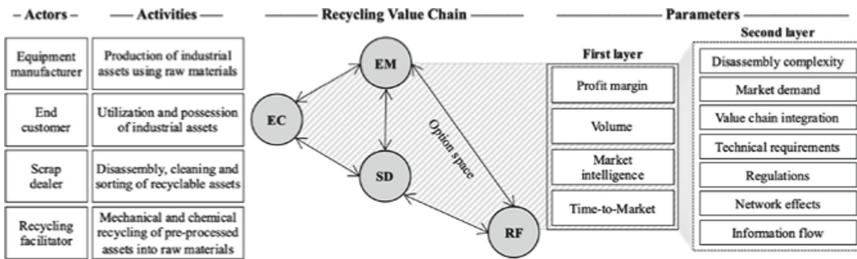 Actors
Activities
Recycling Value Chain
Parameters
Equipment
manufacturer
Production of industrial
assets using raw materials
End
customer
Utilization and possession
of industrial assets
Scrap
dealer
Disassembly, cleaning and
sorting of recyclable assets
Recycling
facilitator
Mechanical and chemical
recycling of pre-processed
assets into raw materials
EM
EC
SD
RF
Option space
First layer
Profit margin
Volume
Market
intelligence
Time-to-Market
Second layer
Disassembly complexity
Market demand
Value chain integration
Technical requirements
Regulations
Network effects
Information flow